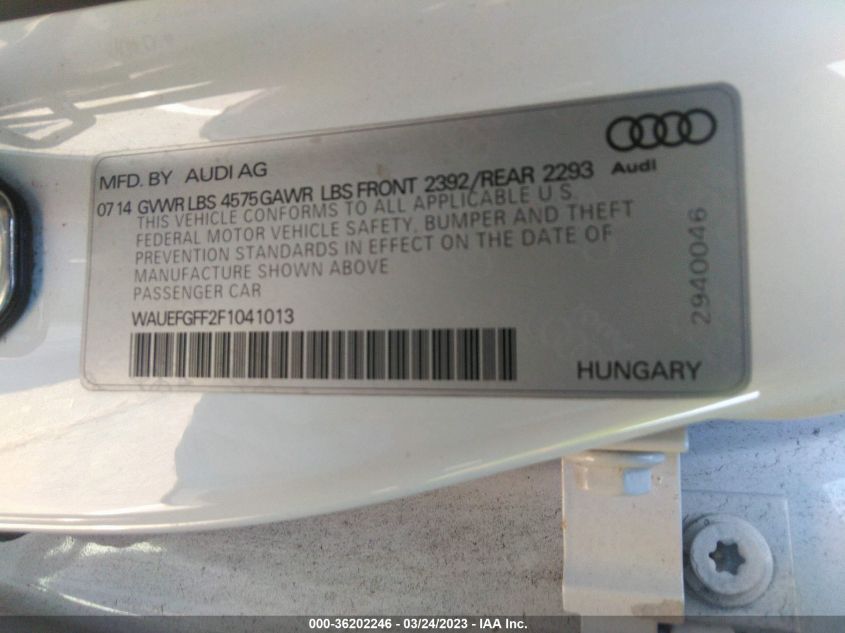 MFD. BY AUDI AG
Audi
07 14 GVWR LBS 4575 GAWR LBS FRONT 2392/REAR 2293
THIS VEHICLE CONFORMS TO ALL APPLICABLE U S
FEDERAL MOTOR VEHICLE SAFETY, BUMPER AND THEFT
PREVENTION STANDARDS IN EFFECT ON THE DATE OF
MANUFACTURE SHOWN ABOVE
PASSENGER CAR
WAUEFGFF2F1041013
2940046
HUNGARY
000-36202246 - 03/24/2023 - IAA Inc.